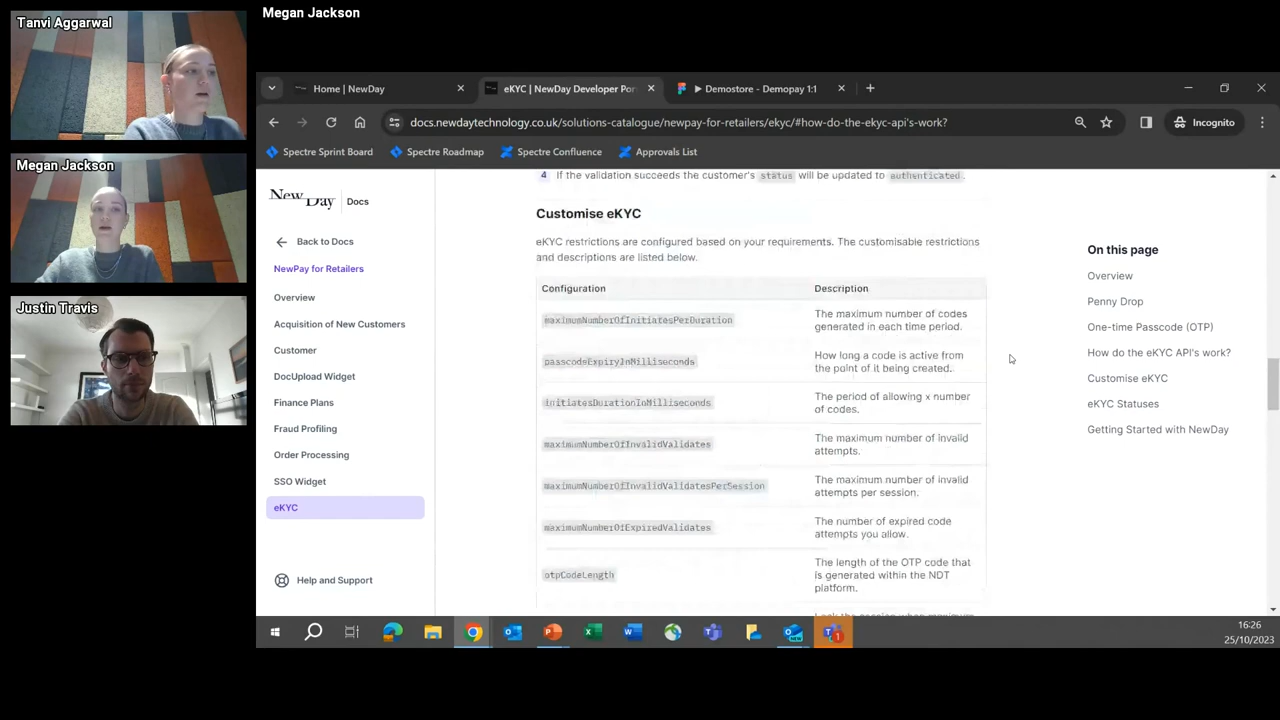 Tanvi Aggarwal
Megan Jackson
Justin Travis
Megan Jackson
Home | NewDay
eKYC | NewDay Developer Por
Demostore - Demopay 1:1
docs.newdaytechnology.co.uk/solutions-catalogue/newpay-for-retailers/ekyc/#how-do-the-ekyc-api's-work?
Incognito
Spectre Sprint Board
Spectre Roadmap
Spectre Confluence
Approvals List
NewDay
Docs
Back to Docs
NewPay for Retailers
Overview
Acquisition of New Customers
Customer
DocUpload Widget
Finance Plans
Fraud Profiling
Order Processing
SSO Widget
eKYC
Help and Support
4 If the validation succeeds the customer's status will be updated to authenticated.
Customise eKYC
eKYC restrictions are configured based on your requirements. The customisable restrictions
and descriptions are listed below.
Configuration
Description
maximumNumberOfInitiatesPerDuration
The maximum number of codes
generated in each time period.
passcodeExpiryInMilliseconds
How long a code is active from
the point of it being created.
initiatesDurationInMilliseconds
The period of allowing x number
of codes.
maximumNumberOfInvalidValidates
The maximum number of invalid
attempts.
maximumNumberOfInvalidValidatesPerSession
The maximum number of invalid
attempts per session.
maximumNumberOfExpiredValidates
The number of expired code
attempts you allow.
otpCodeLength
The length of the OTP code that
is generated within the NDT
platform.
On this page
Overview
Penny Drop
One-time Passcode (OTP)
How do the eKYC API's work?
Customise eKYC
eKYC Statuses
Getting Started with NewDay
16:26
25/10/2023